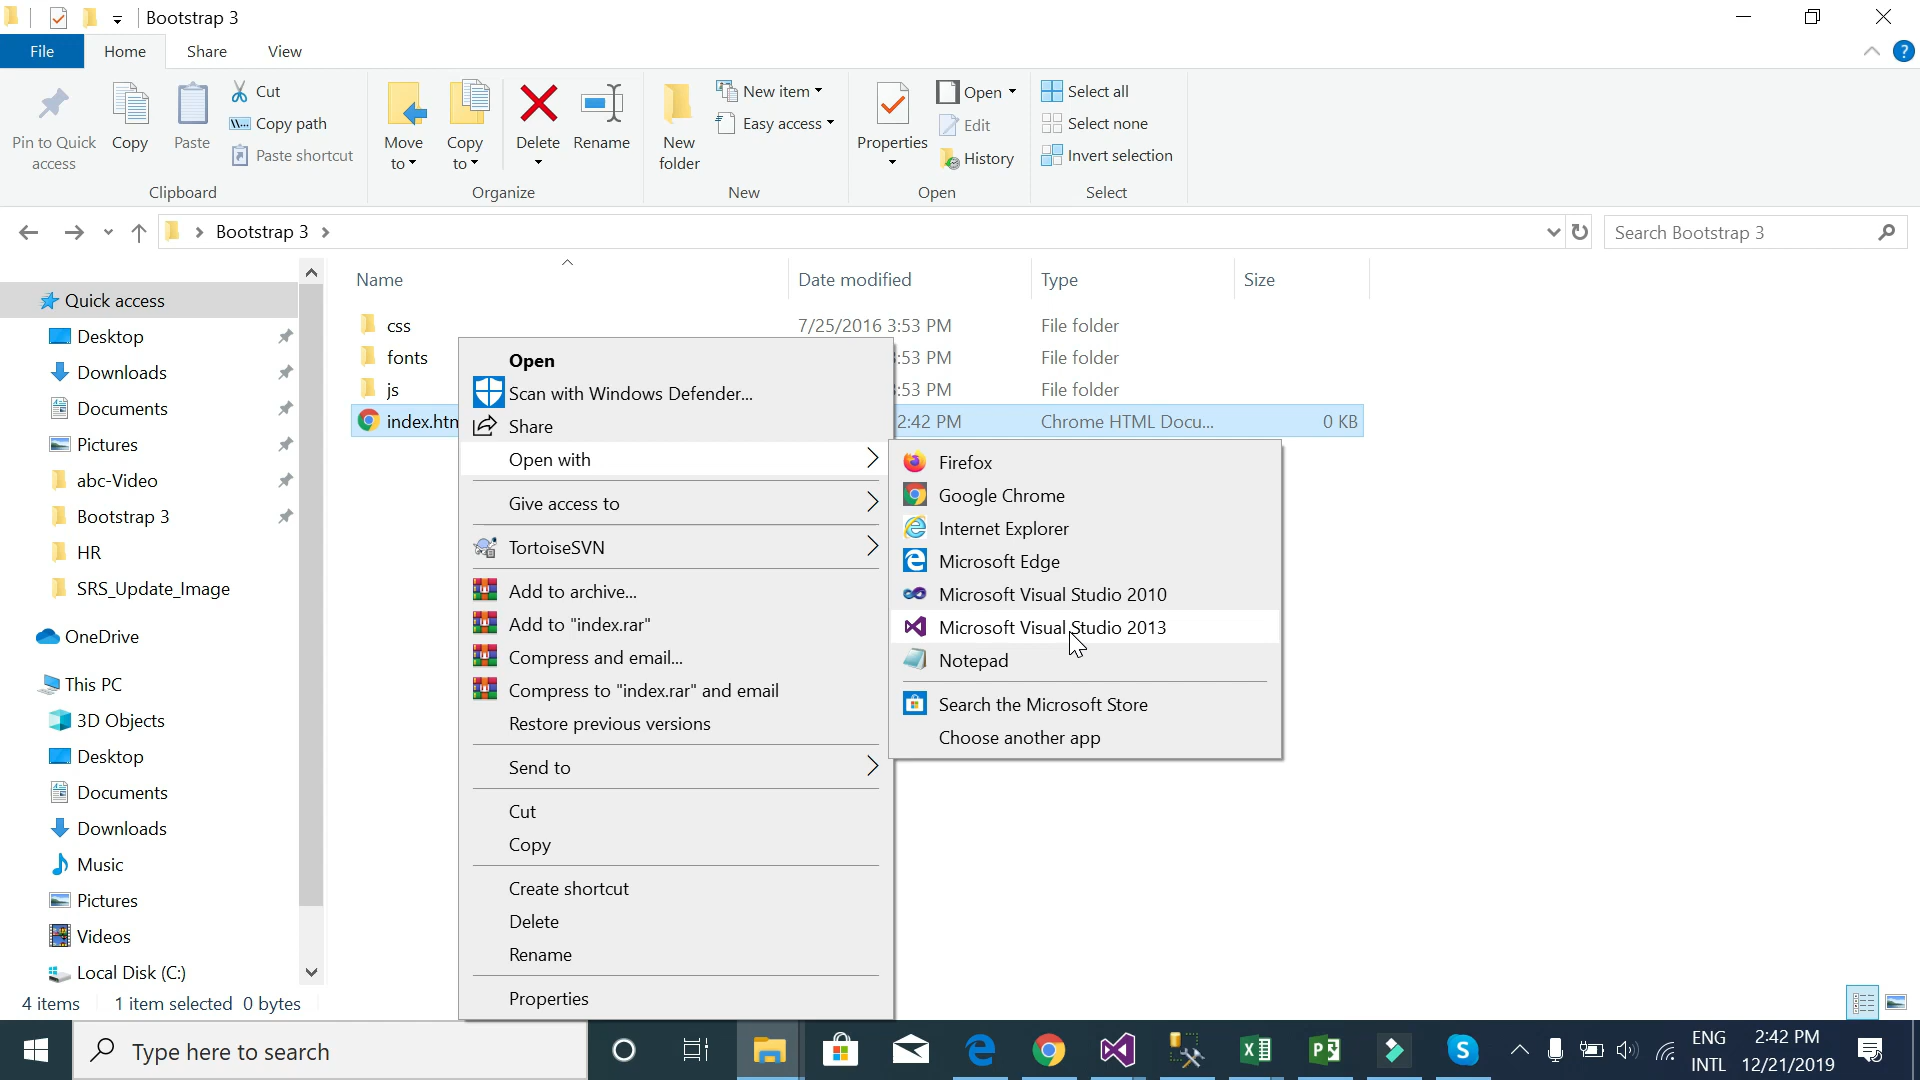 Bootstrap 3
File Home Share View
Pin to Quick access
Copy
Paste
Cut
Copy path
Paste shortcut
Clipboard
Move to
Copy to
Delete
Rename
Organize
New folder
New item
Easy access
New
Properties
Open
Edit
History
Open
Select all
Select none
Invert selection
Select
Bootstrap 3
Search Bootstrap 3
Quick access
Desktop
Downloads
Documents
Pictures
abc-Video
Bootstrap 3
HR
SRS_Update_Image
OneDrive
This PC
3D Objects
Desktop
Documents
Downloads
Music
Pictures
Videos
Local Disk (C:)
Name Date modified Type Size
css 7/25/2016 3:53 PM File folder
fonts :53 PM File folder
js :53 PM File folder
index.htm 2:42 PM Chrome HTML Docu... 0 KB
Open
Scan with Windows Defender...
Share
Open with
Give access to
TortoiseSVN
Add to archive...
Add to "index.rar"
Compress and email...
Compress to "index.rar" and email
Restore previous versions
Send to
Cut
Copy
Create shortcut
Delete
Rename
Properties
Firefox
Google Chrome
Internet Explorer
Microsoft Edge
Microsoft Visual Studio 2010
Microsoft Visual Studio 2013
Notepad
Search the Microsoft Store
Choose another app
4 items 1 item selected 0 bytes
Type here to search
ENG
INTL
2:42 PM
12/21/2019